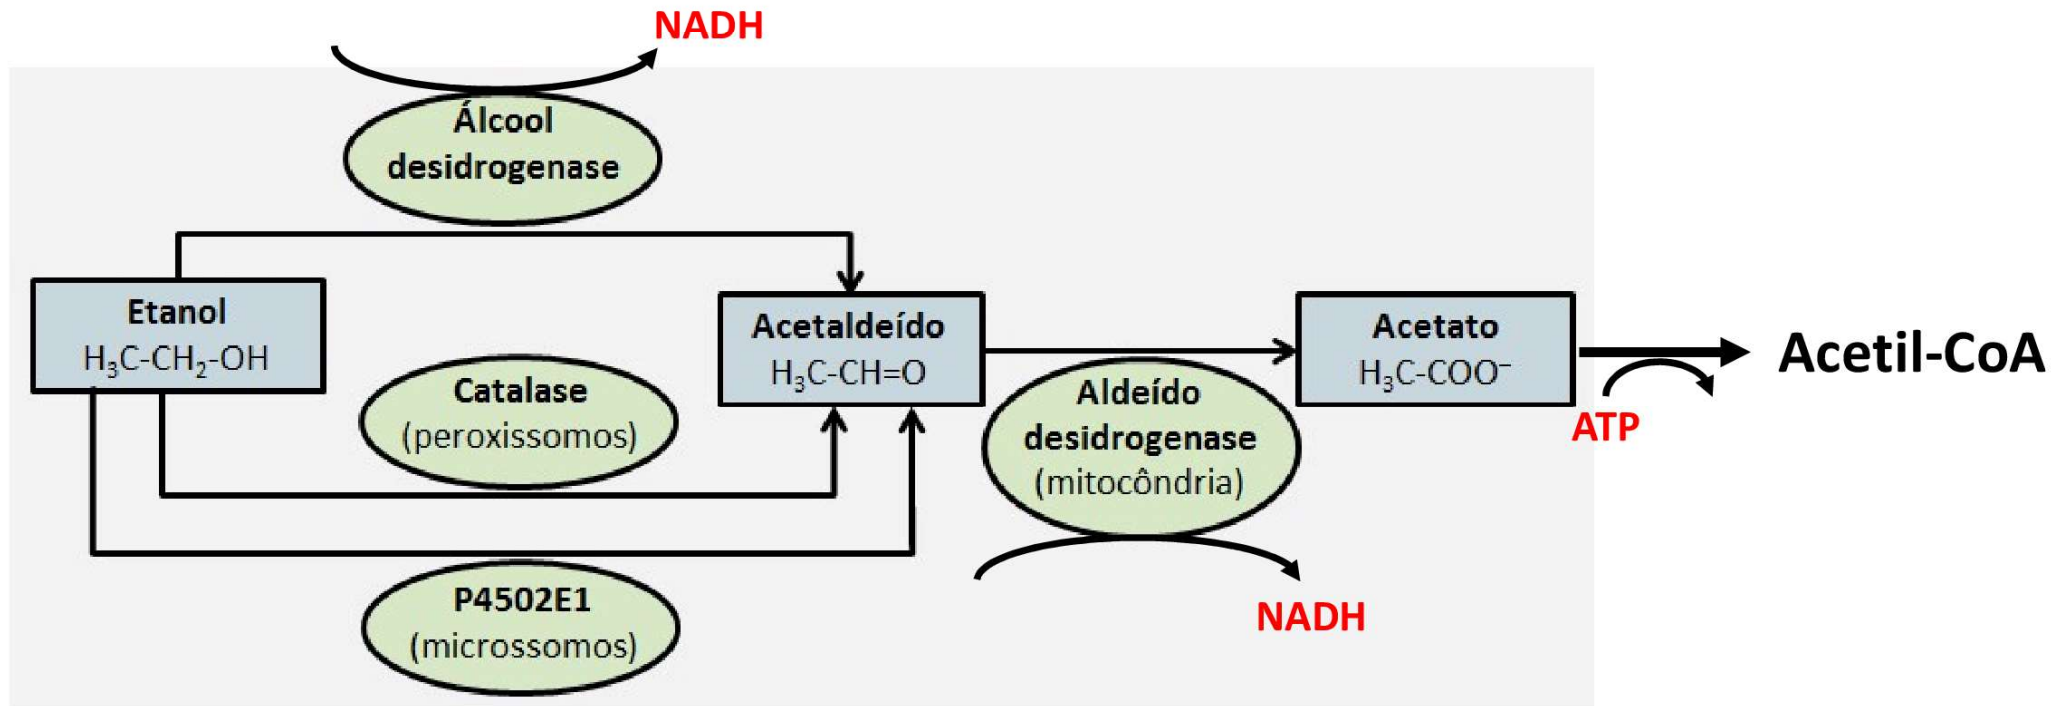 NADH
Álcool
desidrogenase
Etanol
H₃C-CH₂-OH
Acetaldeído
H₃C-CH=O
Acetato
H₃C-COO⁻
Acetil-CoA
ATP
Catalase
(peroxissomos)
Aldeído
desidrogenase
(mitocôndria)
NADH
P4502E1
(microssomos)